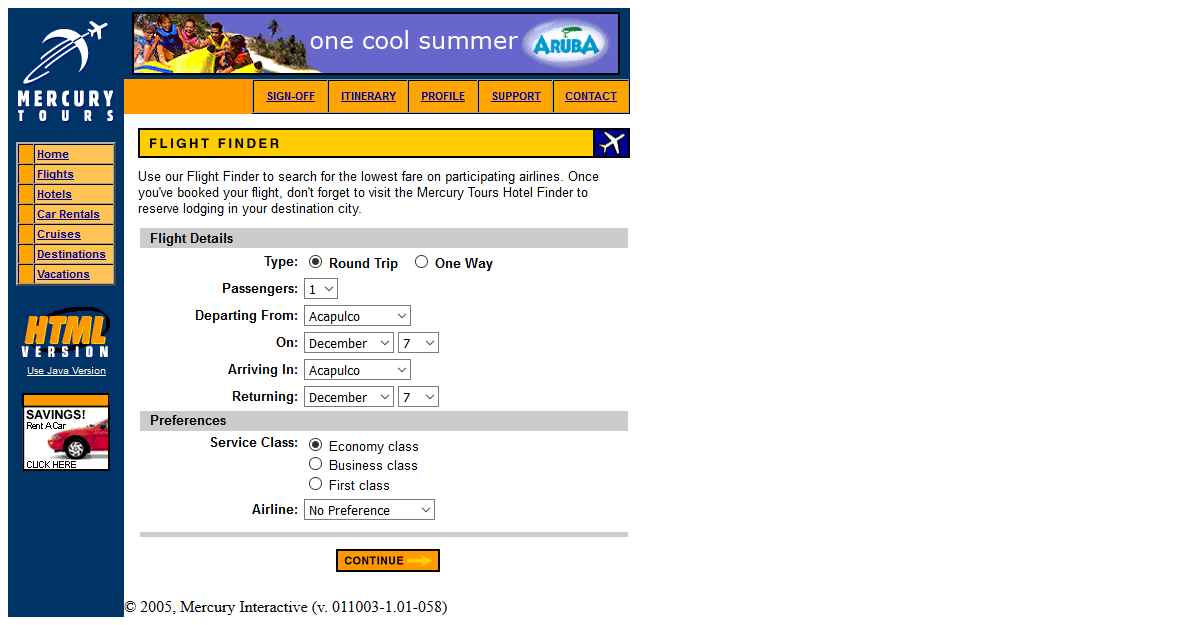 one cool summer ARUBA
MERCURY
TOURS
SIGN-OFF ITINERARY PROFILE SUPPORT CONTACT
Home
Flights
Hotels
Car Rentals
Cruises
Destinations
Vacations
HTML
VERSION
Use Java Version
SAVINGS!
Rent A Car
CLICK HERE
FLIGHT FINDER
Use our Flight Finder to search for the lowest fare on participating airlines. Once
you've booked your flight, don't forget to visit the Mercury Tours Hotel Finder to
reserve lodging in your destination city.
Flight Details
Type: Round Trip One Way
Passengers: 1
Departing From: Acapulco
On: December 7
Arriving In: Acapulco
Returning: December 7
Preferences
Service Class: Economy class
Business class
First class
Airline: No Preference
CONTINUE
© 2005, Mercury Interactive (v. 011003-1.01-058)